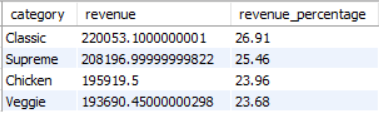 category revenue revenue_percentage
Classic 220053.1000000001 26.91
Supreme 208196.99999999822 25.46
Chicken 195919.5 23.96
Veggie 193690.45000000298 23.68